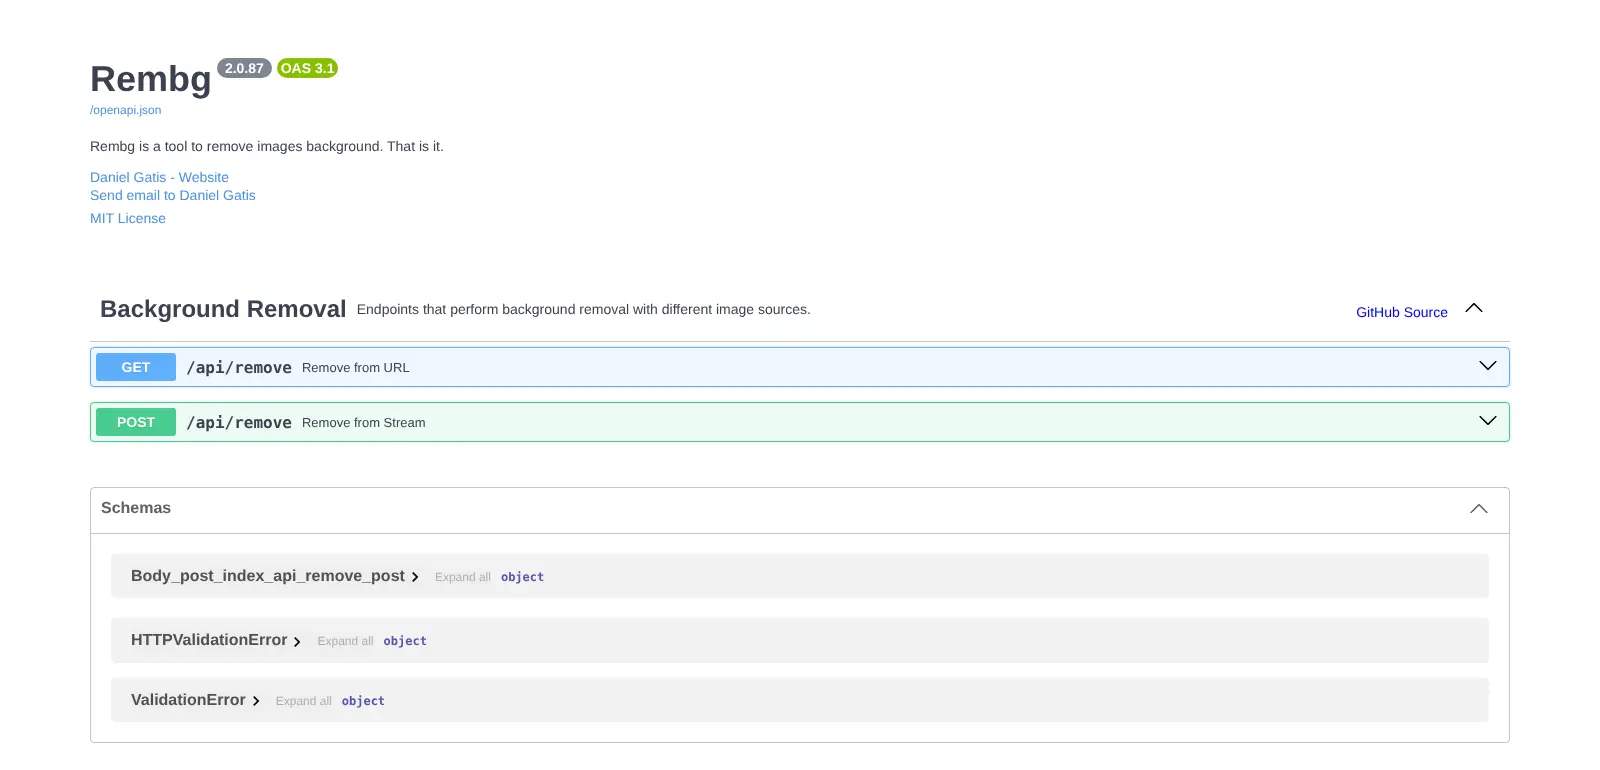 Rembg 2.0.87 OAS 3.1
/openapi.json
Rembg is a tool to remove images background. That is it.
Daniel Gatis - Website
Send email to Daniel Gatis
MIT License
Background Removal Endpoints that perform background removal with different image sources. GitHub Source
GET /api/remove Remove from URL
POST /api/remove Remove from Stream
Schemas
Body_post_index_api_remove_post Expand all object
HTTPValidationError Expand all object
ValidationError Expand all object